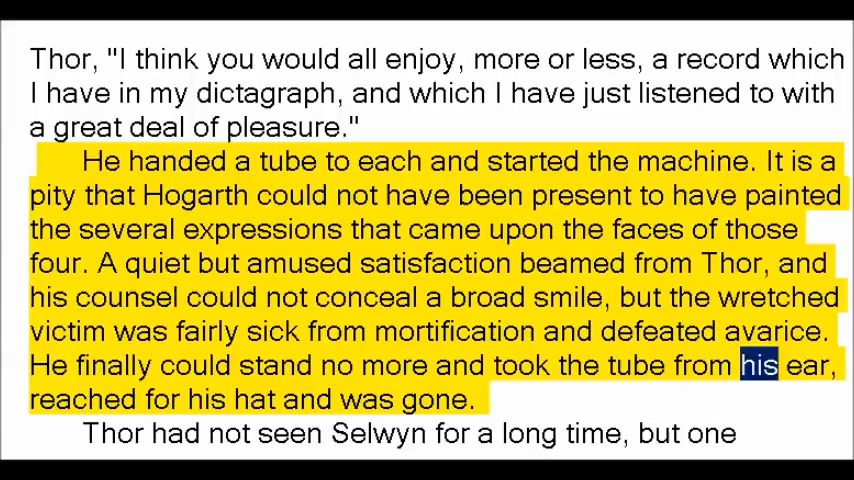 Thor, "I think you would all enjoy, more or less, a record which
I have in my dictagraph, and which I have just listened to with
a great deal of pleasure."
He handed a tube to each and started the machine. It is a
pity that Hogarth could not have been present to have painted
the several expressions that came upon the faces of those
four. A quiet but amused satisfaction beamed from Thor, and
his counsel could not conceal a broad smile, but the wretched
victim was fairly sick from mortification and defeated avarice.
He finally could stand no more and took the tube from his ear,
reached for his hat and was gone.
Thor had not seen Selwyn for a long time, but one